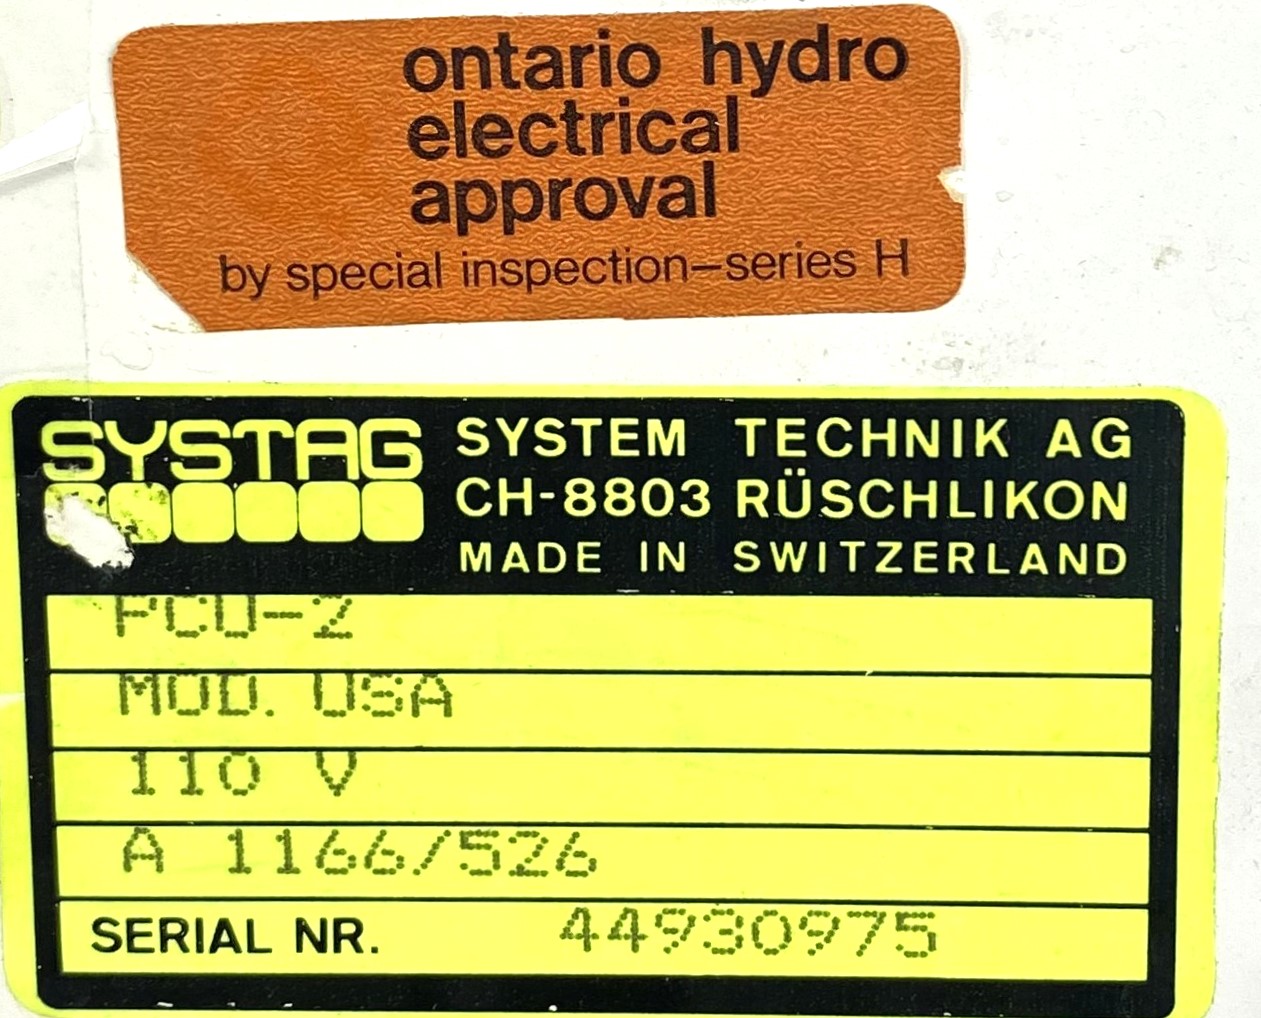 ontario hydro
electrical
approval
by special inspection–series H
SYSTAG
SYSTEM TECHNIK AG
CH-8803 RÜSCHLIKON
MADE IN SWITZERLAND
PCU-2
MOD. USA
110 V
A 1166/526
SERIAL NR. 44930975